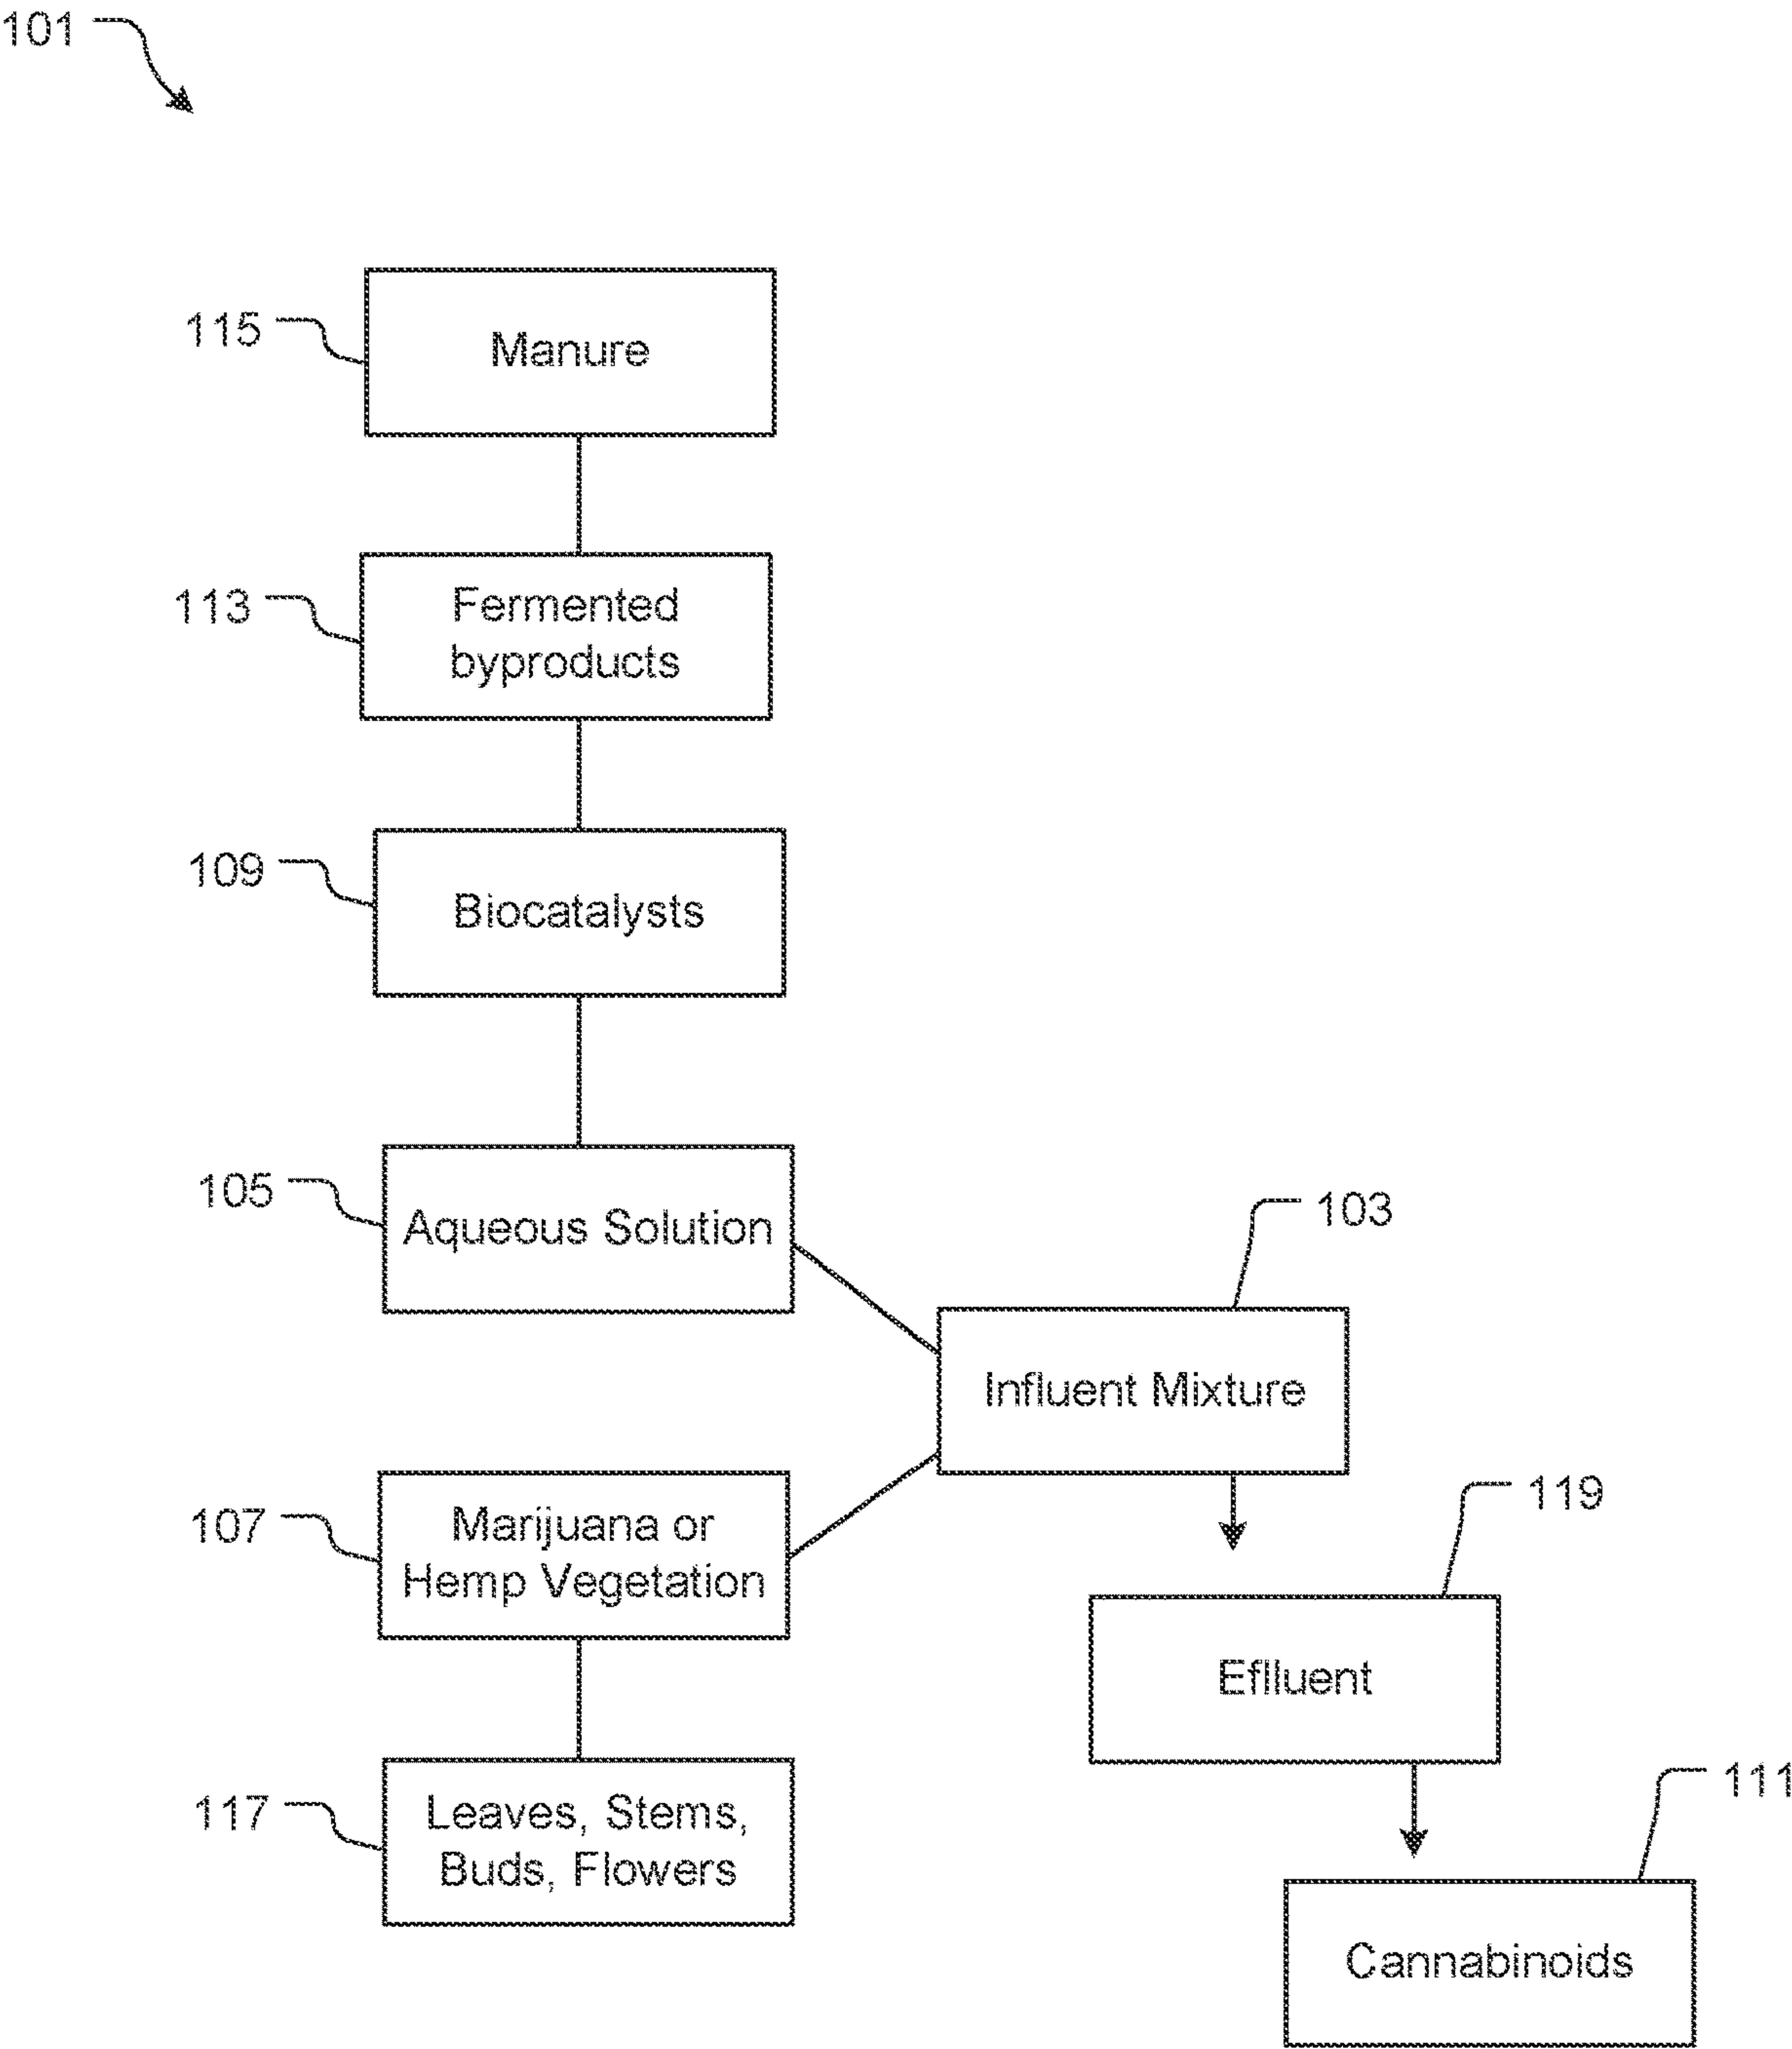 101
115
Manure
113
Fermented
byproducts
109
Biocatalysts
105
Aqueous Solution
103
Influent Mixture
107
Marijuana or
Hemp Vegetation
119
Eflluent
117
Leaves, Stems,
Buds, Flowers
111
Cannabinoids